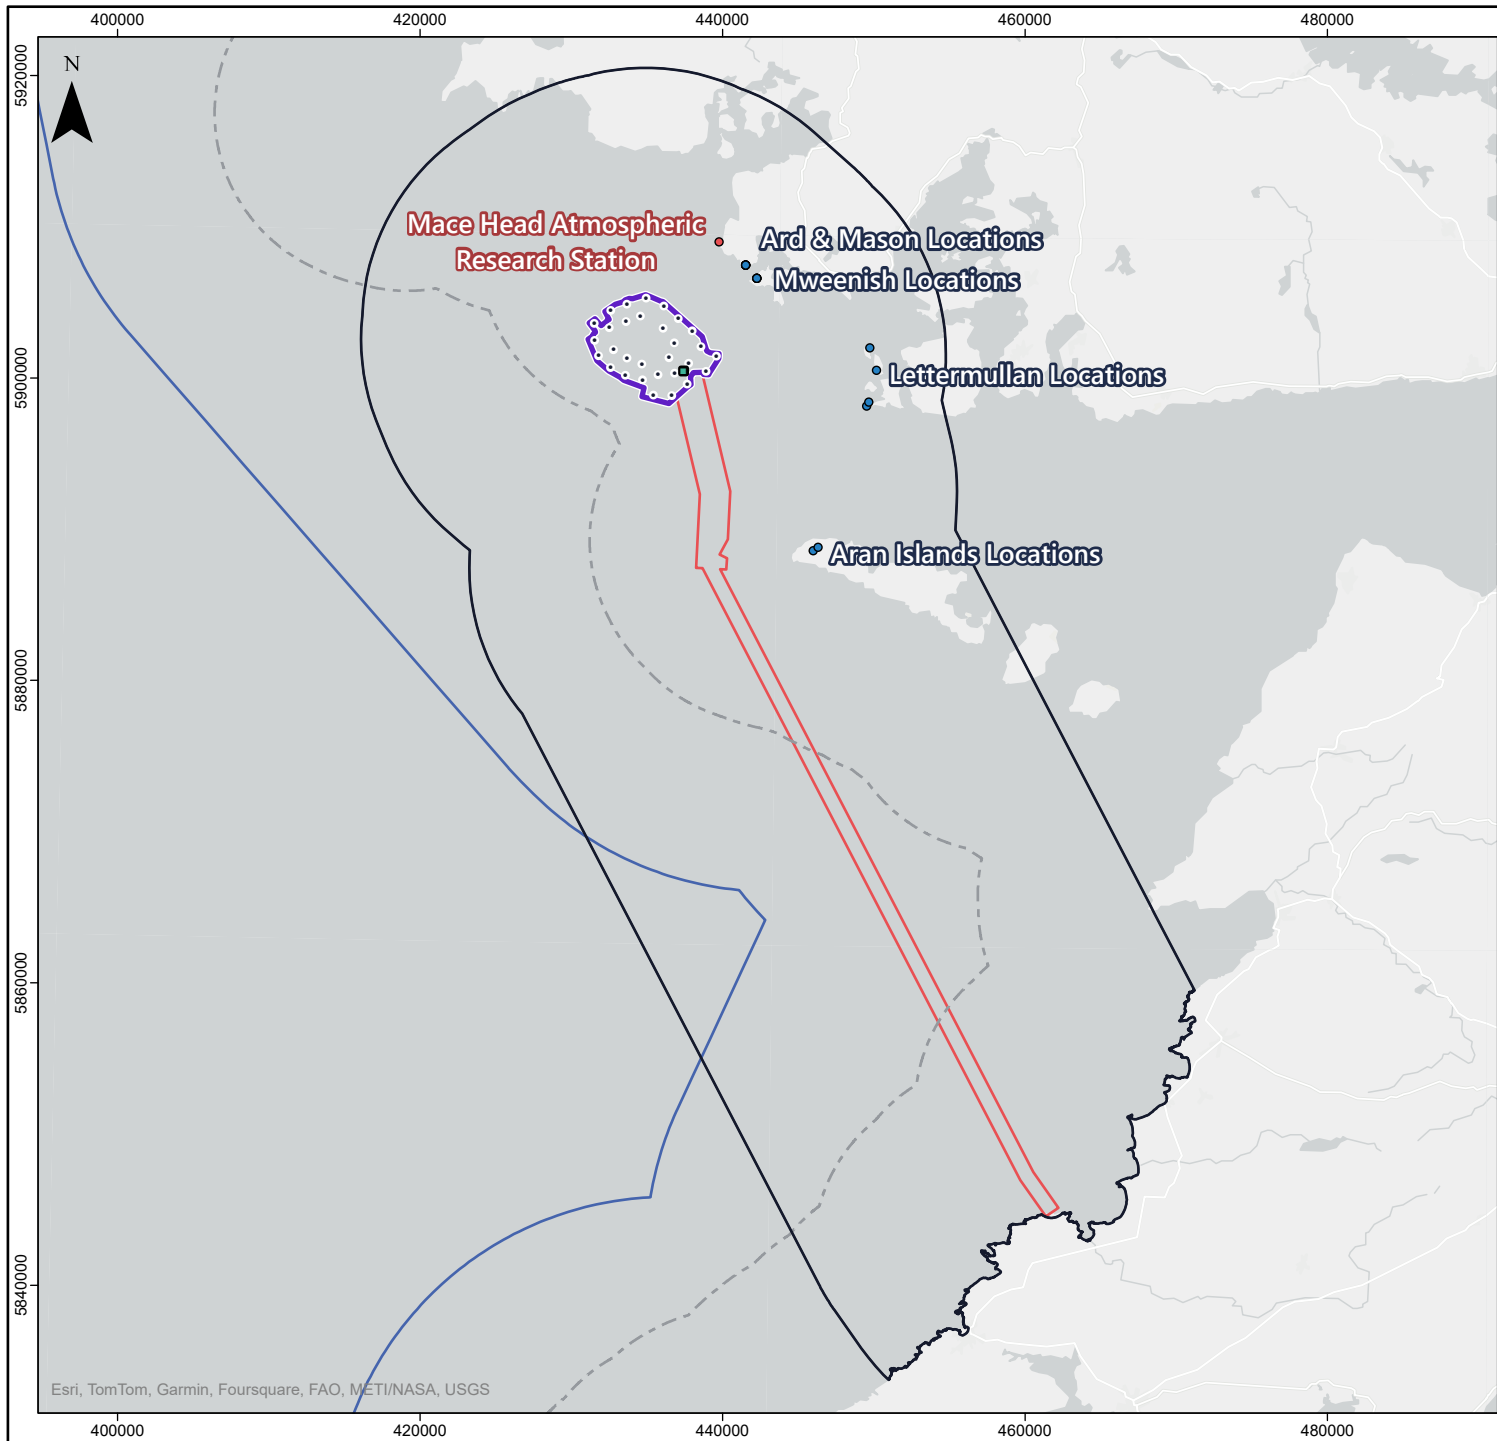 400000
420000
440000
460000
480000
5920000
N
Mace Head Atmospheric
Research Station
Ard & Mason Locations
Mweenish Locations
5900000
Lettermullan Locations
Aran Islands Locations
5880000
5860000
5840000
Esri, TomTom, Garmin, Foursquare, FAO, METI/NASA, USGS
400000
420000
440000
460000
480000